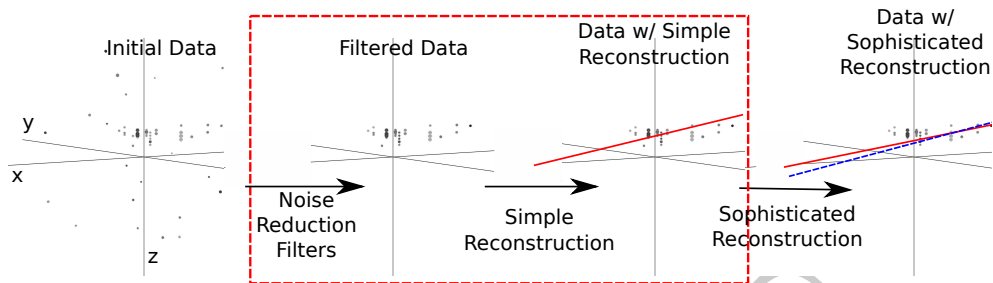 Initial Data
Filtered Data
Data w/ Simple
Reconstruction
Data w/
Sophisticated
Reconstruction
y
x
z
Noise
Reduction
Filters
Simple
Reconstruction
Sophisticated
Reconstruction